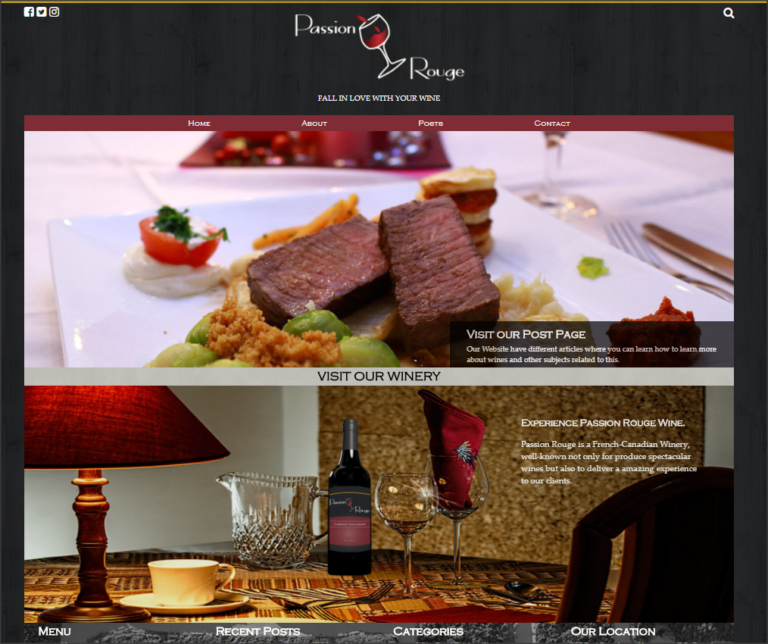 Passion
Rouge
FALL IN LOVE WITH YOUR WINE
Home About Posts Contact
Visit our Post Page
Our Website have different articles where you can learn how to learn more
about wines and other subjects related to this.
VISIT OUR WINERY
Experience Passion Rouge Wine.
Passion Rouge is a French-Canadian Winery,
well-known not only for produce spectacular
wines but also to deliver a amazing experience
to our clients.
Passion
Rouge
Menu Recent Posts Categories Our Location